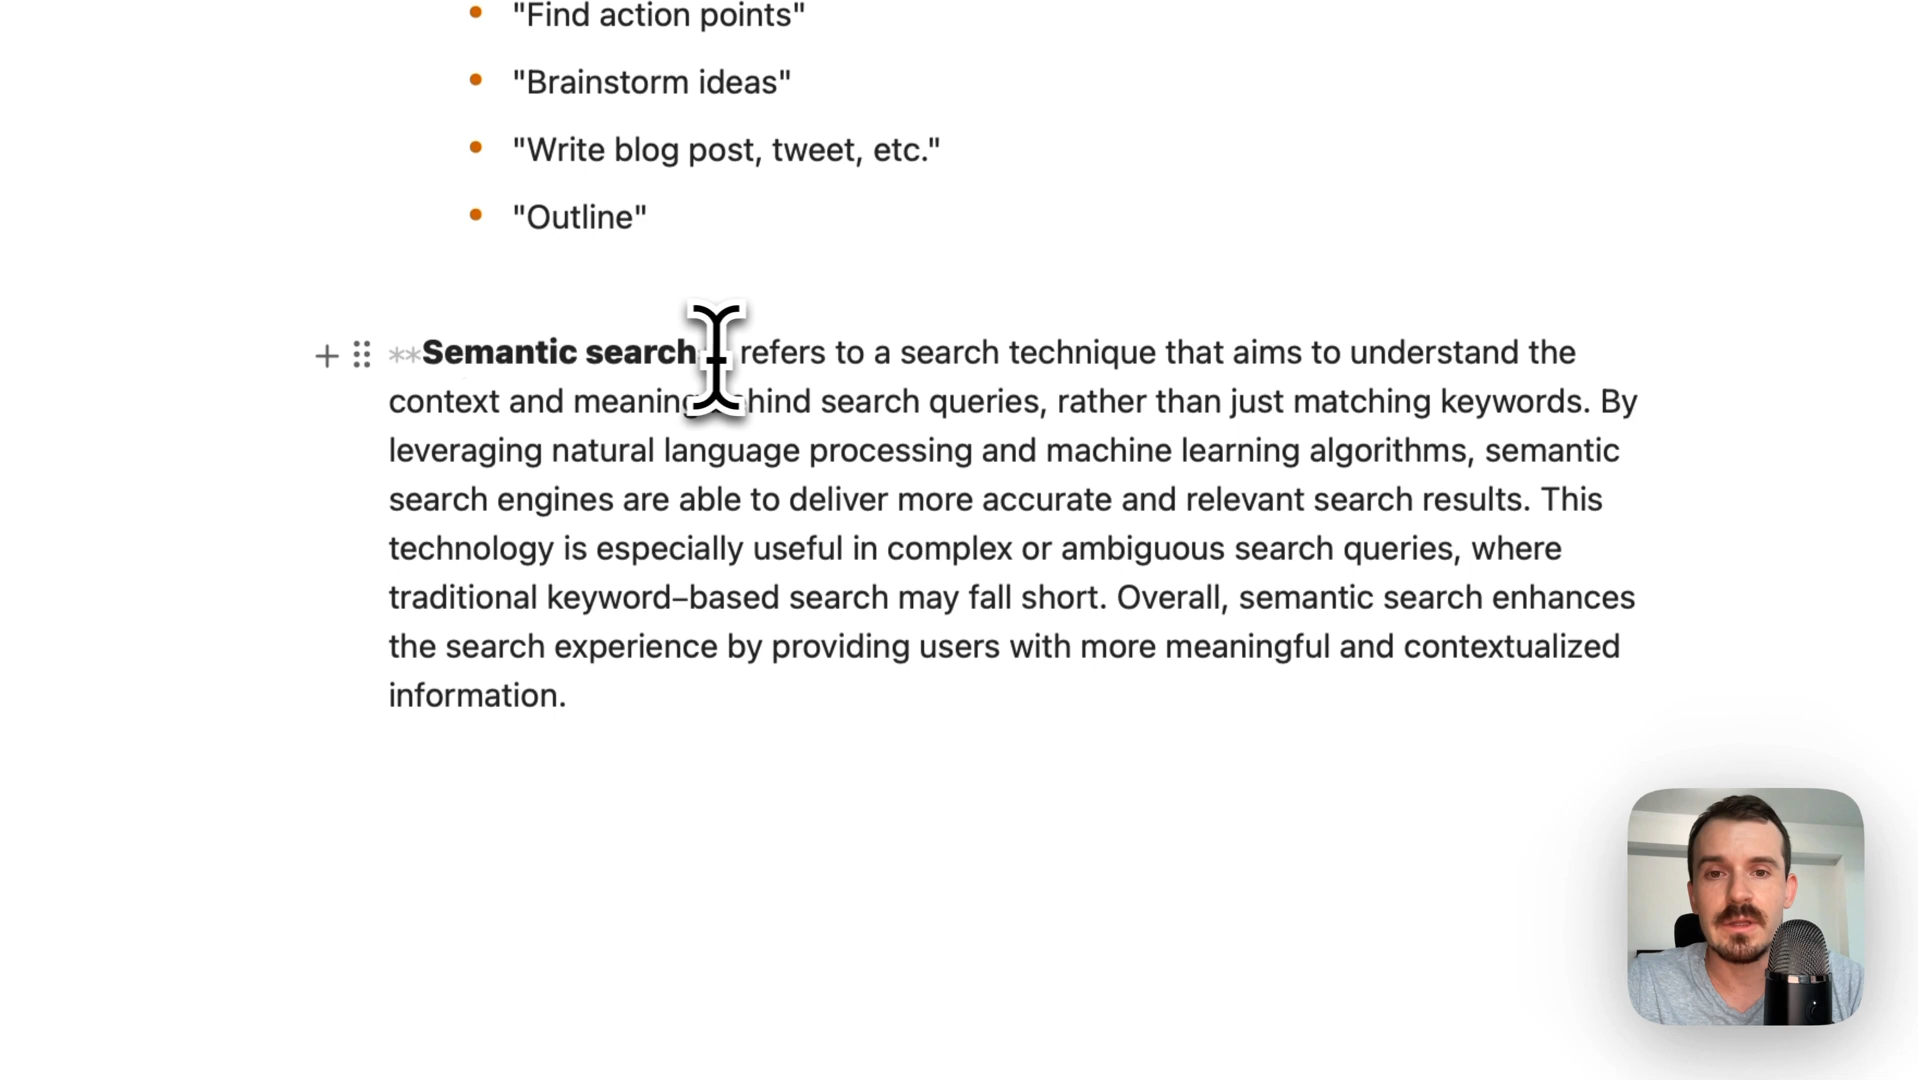 "Find action points"
"Brainstorm ideas"
"Write blog post, tweet, etc."
"Outline"
**Semantic search refers to a search technique that aims to understand the
context and meaning behind search queries, rather than just matching keywords. By
leveraging natural language processing and machine learning algorithms, semantic
search engines are able to deliver more accurate and relevant search results. This
technology is especially useful in complex or ambiguous search queries, where
traditional keyword–based search may fall short. Overall, semantic search enhances
the search experience by providing users with more meaningful and contextualized
information.